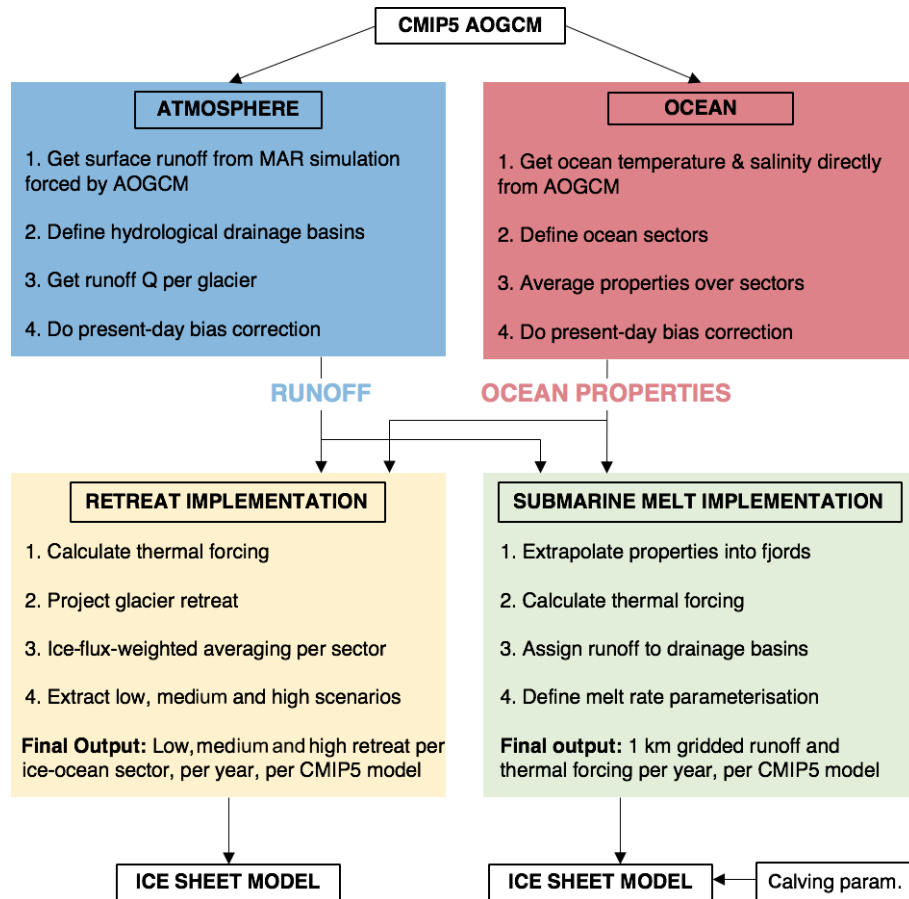 CMIP5 AOGCM
ATMOSPHERE
1. Get surface runoff from MAR simulation
forced by AOGCM
2. Define hydrological drainage basins
3. Get runoff Q per glacier
4. Do present-day bias correction
OCEAN
1. Get ocean temperature & salinity directly
from AOGCM
2. Define ocean sectors
3. Average properties over sectors
4. Do present-day bias correction
RUNOFF
OCEAN PROPERTIES
RETREAT IMPLEMENTATION
1. Calculate thermal forcing
2. Project glacier retreat
3. Ice-flux-weighted averaging per sector
4. Extract low, medium and high scenarios
Final Output: Low, medium and high retreat per
ice-ocean sector, per year, per CMIP5 model
SUBMARINE MELT IMPLEMENTATION
1. Extrapolate properties into fjords
2. Calculate thermal forcing
3. Assign runoff to drainage basins
4. Define melt rate parameterisation
Final output: 1 km gridded runoff and
thermal forcing per year, per CMIP5 model
ICE SHEET MODEL
ICE SHEET MODEL
Calving param.